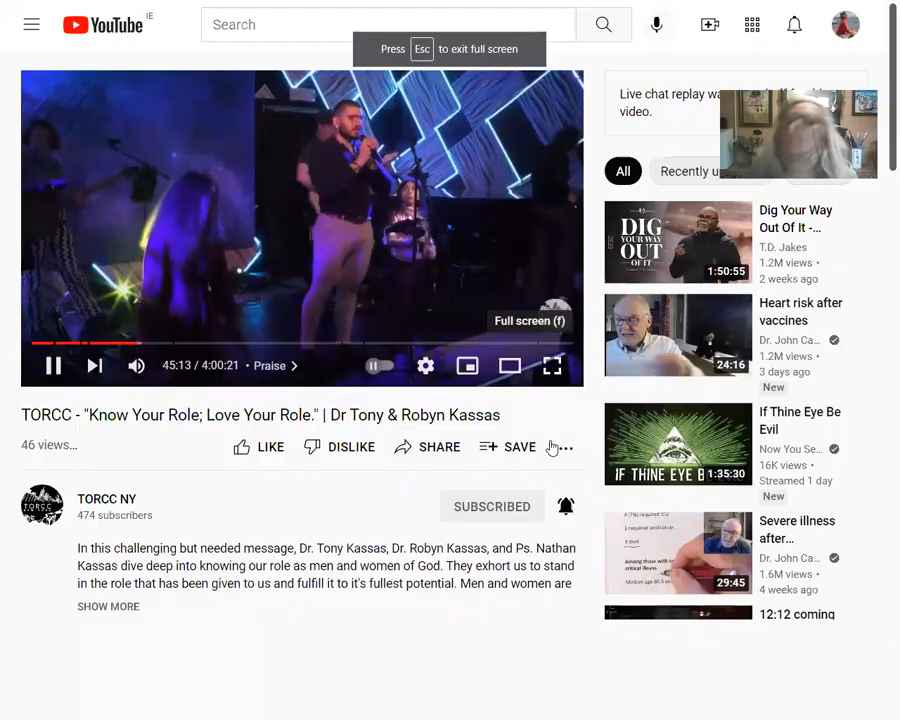 YouTube IE
Search
Press Esc to exit full screen
Live chat replay wa
video.
All
Recently u
DIG
YOUR WAY
OUT
OF IT
1:50:55
Dig Your Way
Out Of It -...
T.D. Jakes
1.2M views •
2 weeks ago
24:16
Heart risk after
vaccines
Dr. John Ca...
1.2M views •
3 days ago
New
Full screen (f)
45:13 / 4:00:21 • Praise
TORCC - "Know Your Role; Love Your Role." | Dr Tony & Robyn Kassas
46 views...
LIKE
DISLIKE
SHARE
SAVE
IF THINE EYE B
1:35:30
If Thine Eye Be
Evil
Now You Se...
16K views •
Streamed 1 day
New
TORCC
TORCC NY
474 subscribers
SUBSCRIBED
In this challenging but needed message, Dr. Tony Kassas, Dr. Robyn Kassas, and Ps. Nathan
Kassas dive deep into knowing our role as men and women of God. They exhort us to stand
in the role that has been given to us and fulfill it to it's fullest potential. Men and women are
SHOW MORE
Among those with
critical illness
29:45
Severe illness
after...
Dr. John Ca...
1.6M views •
4 weeks ago
12:12 coming